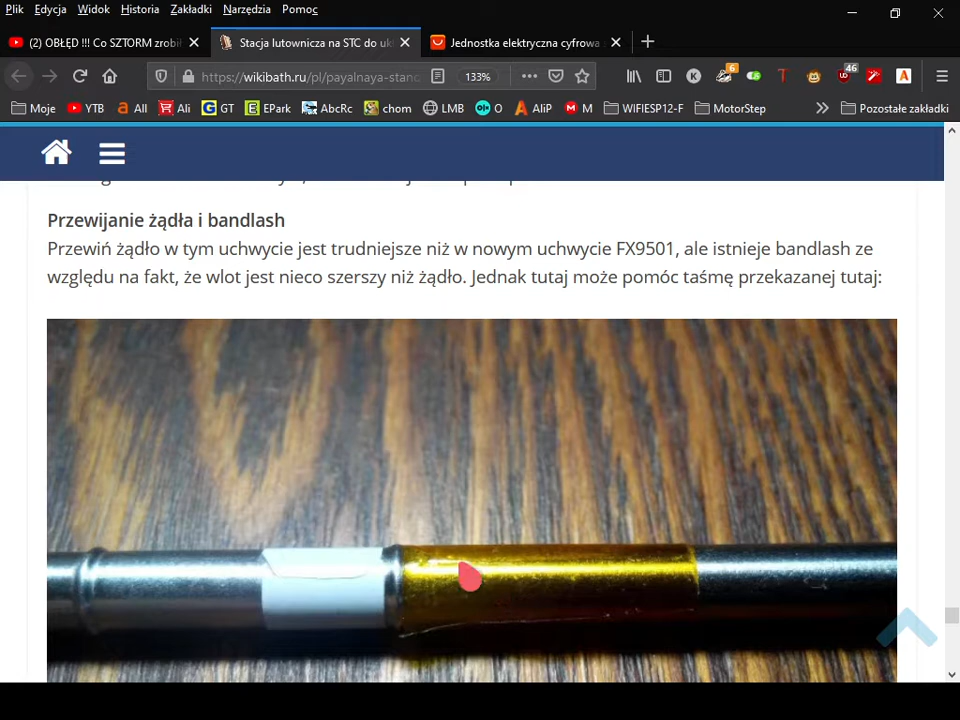 Plik Edycja Widok Historia Zakładki Narzędzia Pomoc
(2) OBŁĘD !!! Co SZTORM zrobił
Stacja lutownicza na STC do uk
Jednostka elektryczna cyfrowa
https://wikibath.ru/pl/payalnaya-stanc
133%
6
K
T
46
A
Moje YTB All Ali GT EPark AbcRc chom LMB O AliP M WIFIESP12-F MotorStep Pozostałe zakładki
Przewijanie żądła i bandlash
Przewiń żądło w tym uchwycie jest trudniejsze niż w nowym uchwycie FX9501, ale istnieje bandlash ze
względu na fakt, że wlot jest nieco szerszy niż żądło. Jednak tutaj może pomóc taśmę przekazanej tutaj: